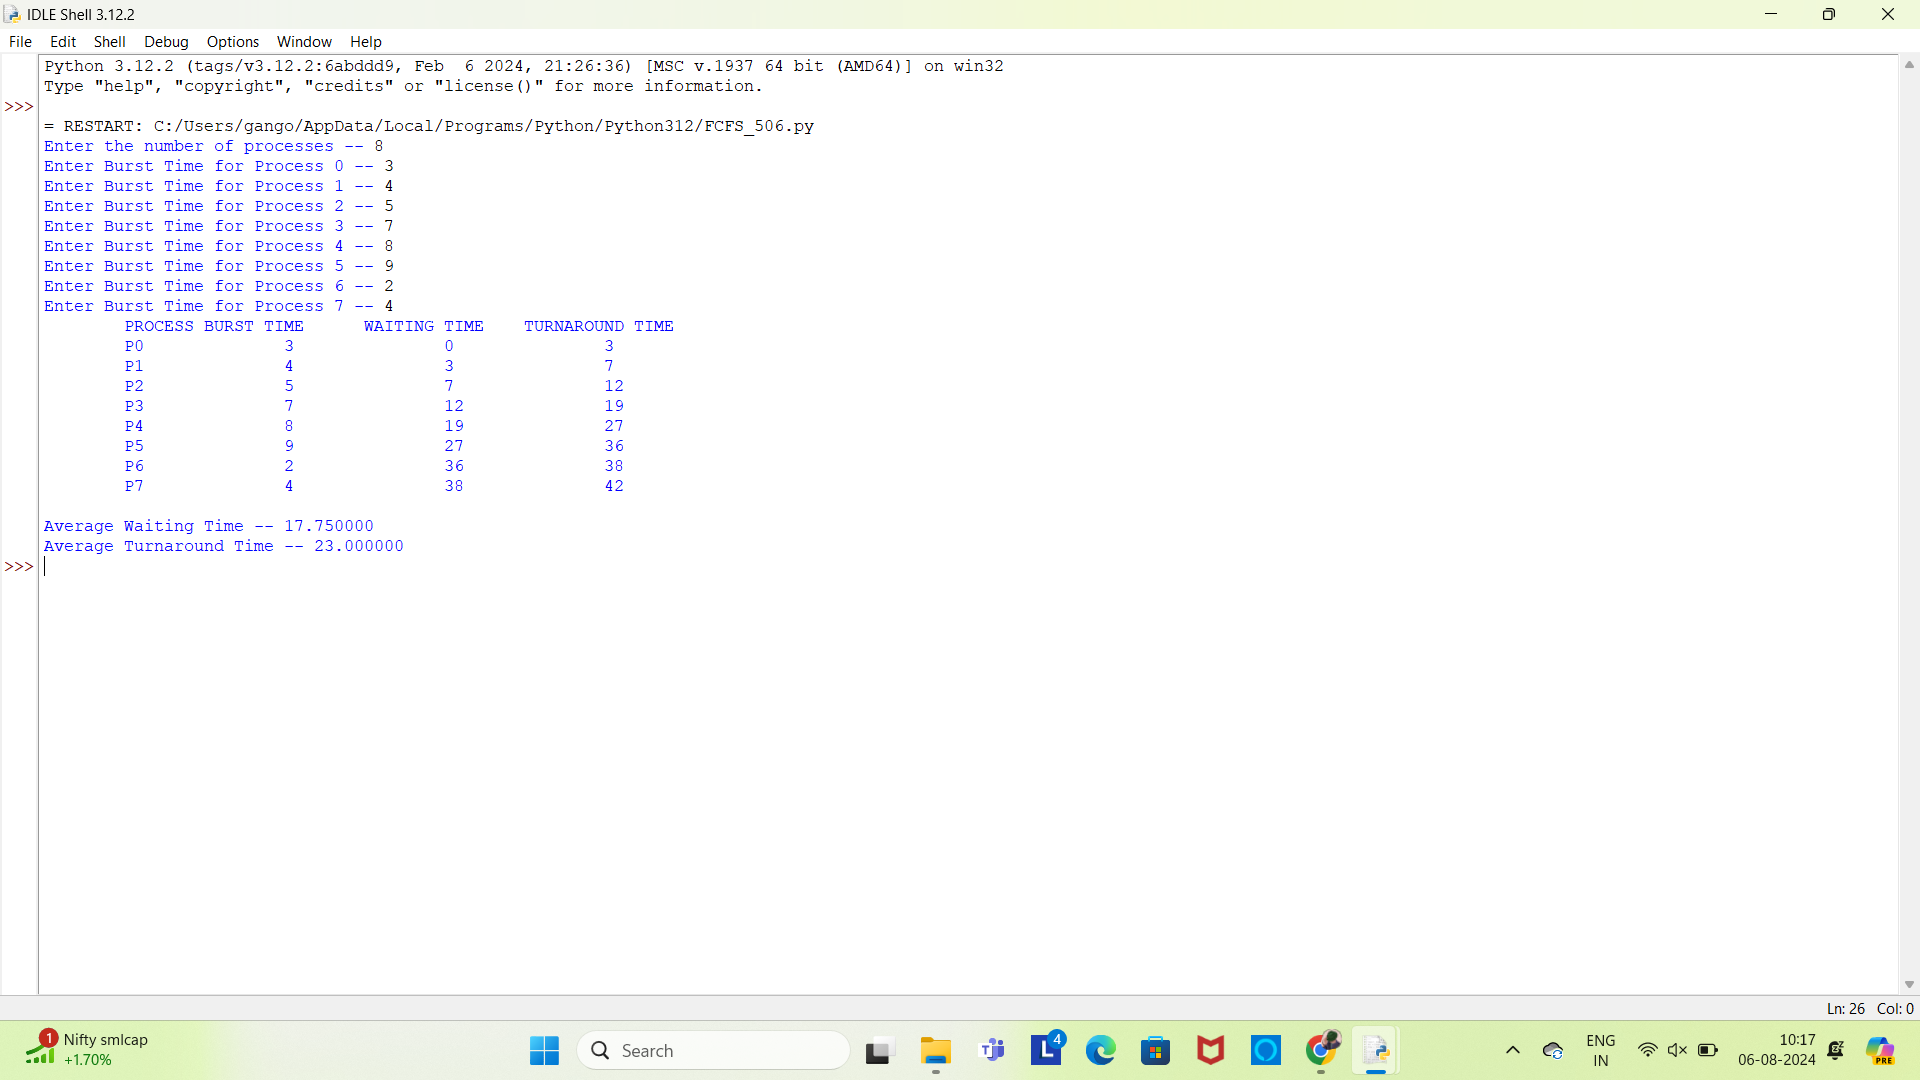 IDLE Shell 3.12.2
File Edit Shell Debug Options Window Help
Python 3.12.2 (tags/v3.12.2:6abddd9, Feb  6 2024, 21:26:36) [MSC v.1937 64 bit (AMD64)] on win32
Type "help", "copyright", "credits" or "license()" for more information.
>>>
= RESTART: C:/Users/gango/AppData/Local/Programs/Python/Python312/FCFS_506.py
Enter the number of processes -- 8
Enter Burst Time for Process 0 -- 3
Enter Burst Time for Process 1 -- 4
Enter Burst Time for Process 2 -- 5
Enter Burst Time for Process 3 -- 7
Enter Burst Time for Process 4 -- 8
Enter Burst Time for Process 5 -- 9
Enter Burst Time for Process 6 -- 2
Enter Burst Time for Process 7 -- 4
PROCESS BURST TIME WAITING TIME TURNAROUND TIME
P0 3 0 3
P1 4 3 7
P2 5 7 12
P3 7 12 19
P4 8 19 27
P5 9 27 36
P6 2 36 38
P7 4 38 42
Average Waiting Time -- 17.750000
Average Turnaround Time -- 23.000000
>>>
Ln: 26 Col: 0
1 Nifty smlcap
+1.70%
Search
L 4
ENG
IN
10:17
06-08-2024
PRE